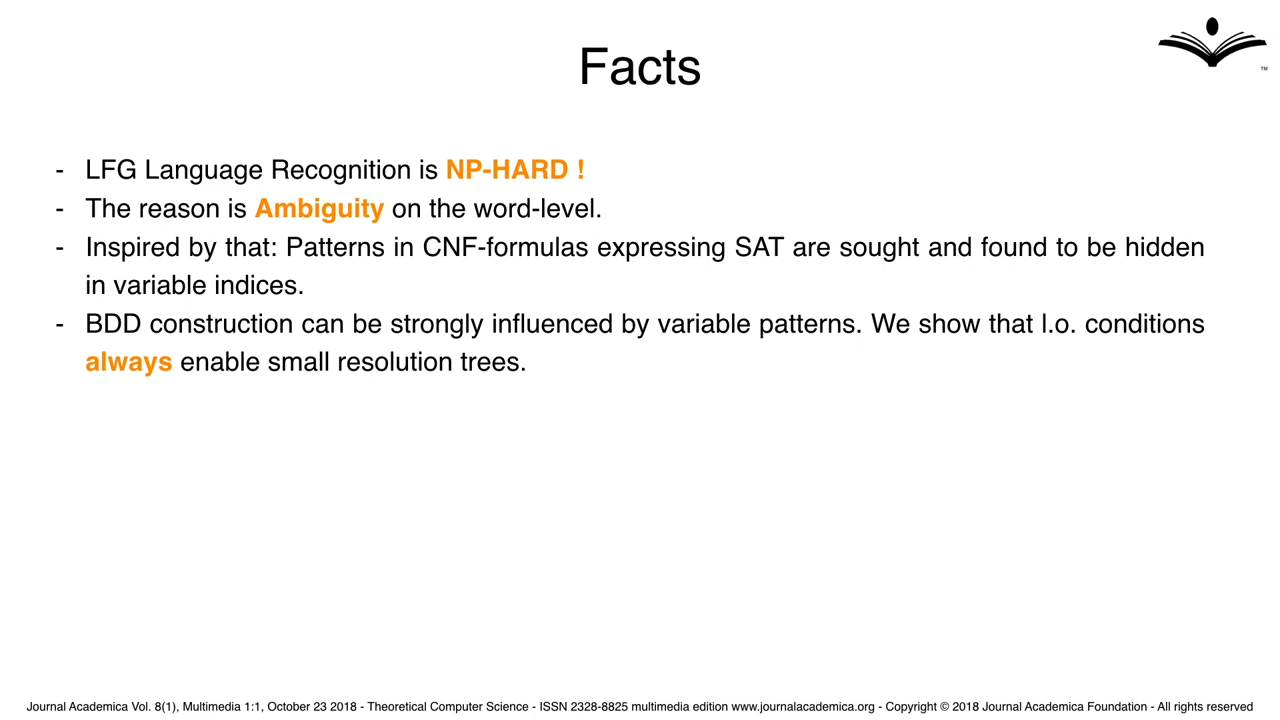 Facts
TM
- LFG Language Recognition is NP-HARD !
- The reason is Ambiguity on the word-level.
- Inspired by that: Patterns in CNF-formulas expressing SAT are sought and found to be hidden
in variable indices.
- BDD construction can be strongly influenced by variable patterns. We show that l.o. conditions
always enable small resolution trees.
Journal Academica Vol. 8(1), Multimedia 1:1, October 23 2018 - Theoretical Computer Science - ISSN 2328-8825 multimedia edition www.journalacademica.org - Copyright © 2018 Journal Academica Foundation - All rights reserved